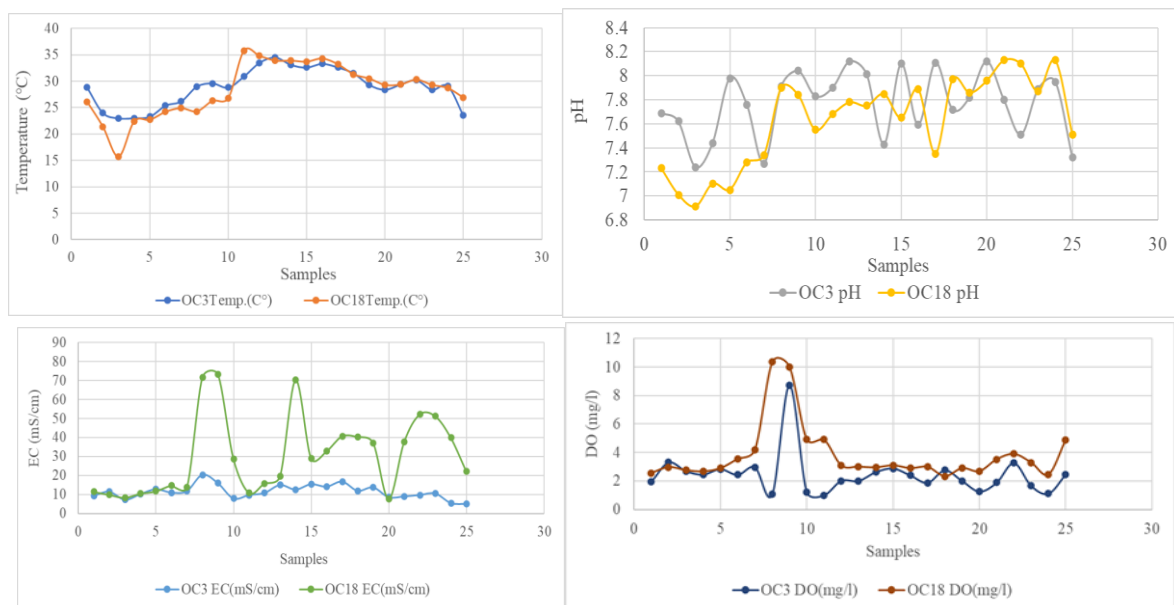 Temperature (°C)
40
35
30
25
20
15
10
5
0
0 5 10 15 20 25 30
Samples
OC3Temp.(C°) OC18Temp.(C°)
pH
8.4
8.2
8
7.8
7.6
7.4
7.2
7
6.8
0 5 10 15 20 25 30
Samples
OC3 pH OC18 pH
EC (mS/cm)
90
80
70
60
50
40
30
20
10
0
0 5 10 15 20 25 30
Samples
OC3 EC(mS/cm) OC18 EC(mS/cm)
DO (mg/l)
12
10
8
6
4
2
0
0 5 10 15 20 25 30
Samples
OC3 DO(mg/l) OC18 DO(mg/l)